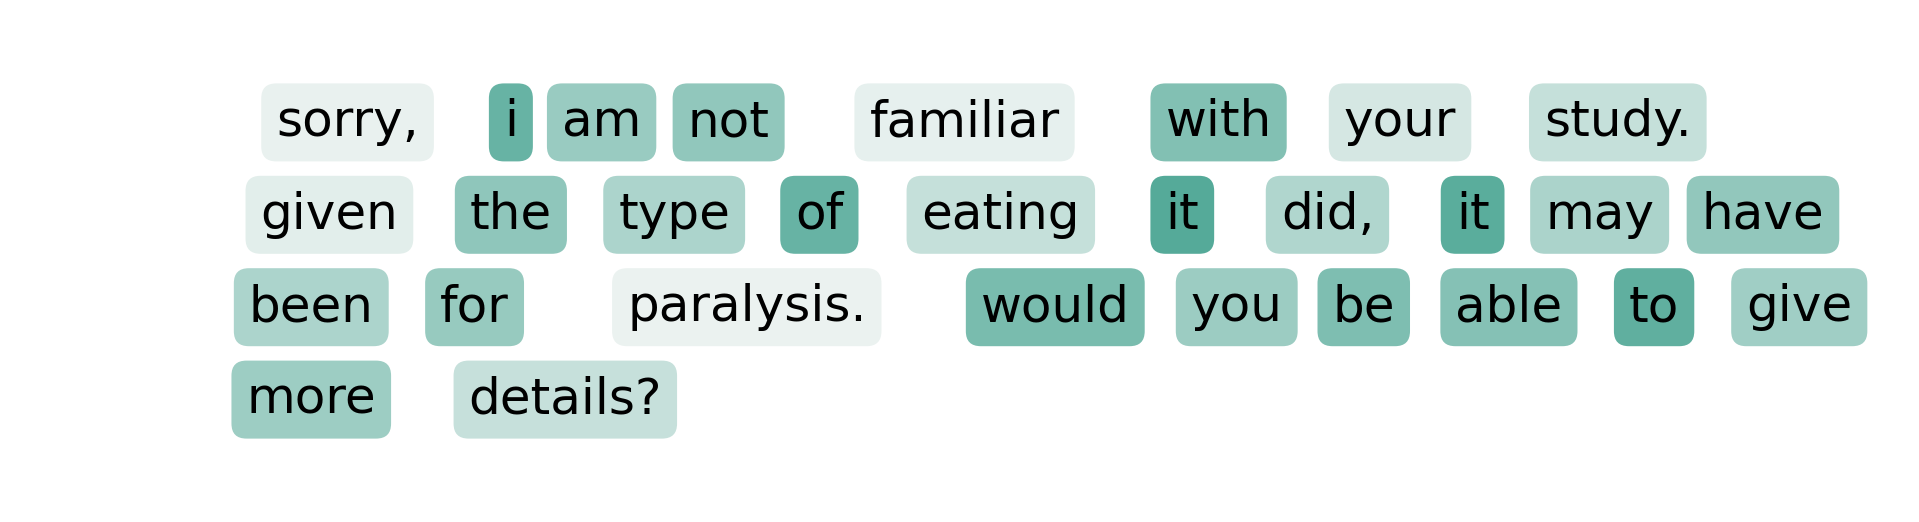 sorry, i am not familiar with your study.
given the type of eating it did, it may have
been for paralysis. would you be able to give
more details?